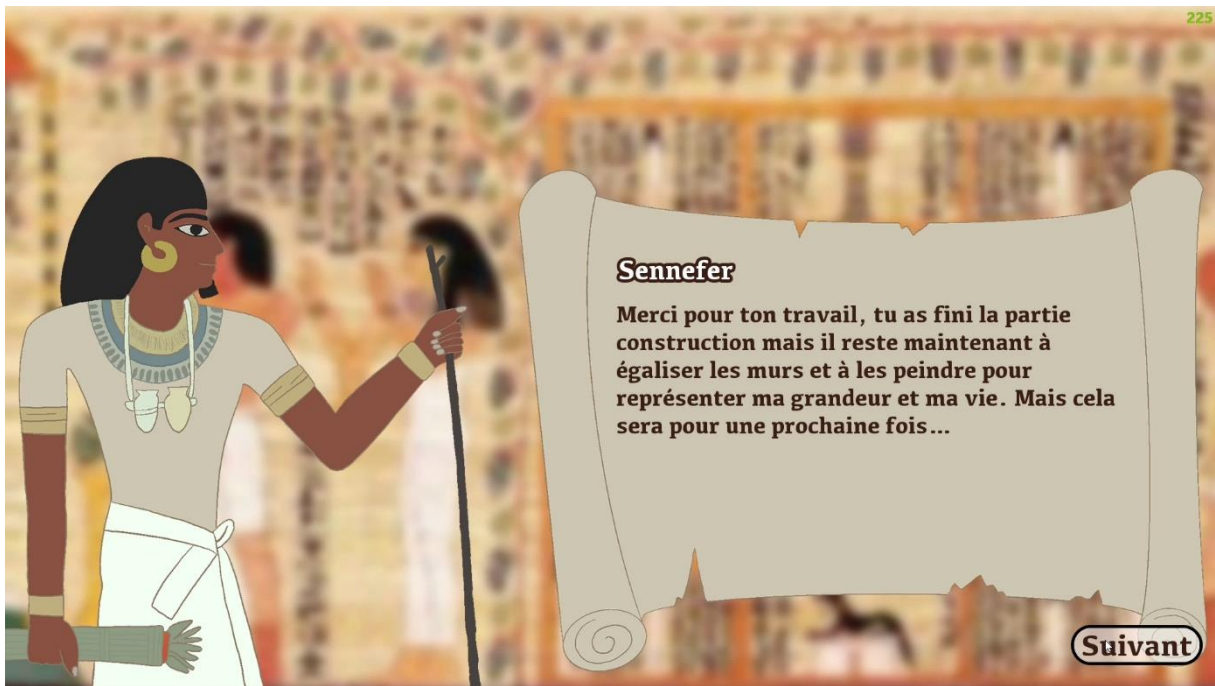 225
Sennefer
Merci pour ton travail, tu as fini la partie
construction mais il reste maintenant à
égaliser les murs et à les peindre pour
représenter ma grandeur et ma vie. Mais cela
sera pour une prochaine fois...
Suivant